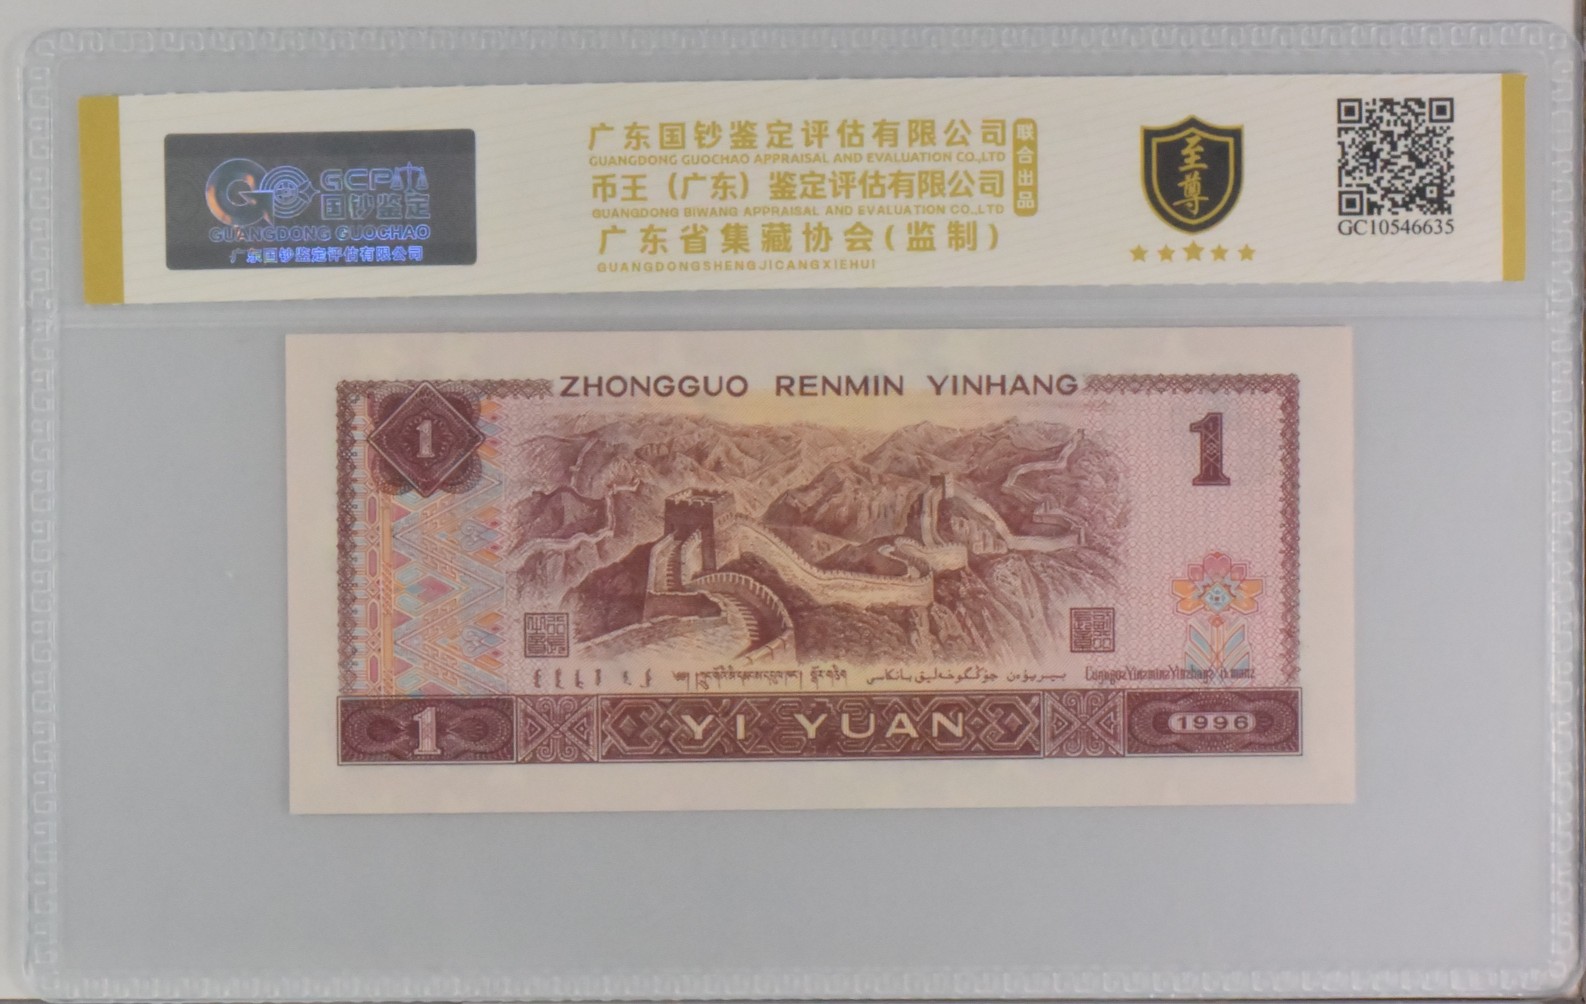 GCP
国钞鉴定
GUANGDONG GUOCHAO
广东国钞鉴定评估有限公司
广东国钞鉴定评估有限公司
GUANGDONG GUOCHAO APPRAISAL AND EVALUATION CO.,LTD
币王（广东）鉴定评估有限公司
GUANGDONG BIWANG APPRAISAL AND EVALUATION CO.,LTD
广东省集藏协会(监制)
GUANGDONGSHENGJICANGXIEHUI
联合出品
至尊
GC10546635
ZHONGGUO RENMIN YINHANG
1
1
1
YI YUAN
1996